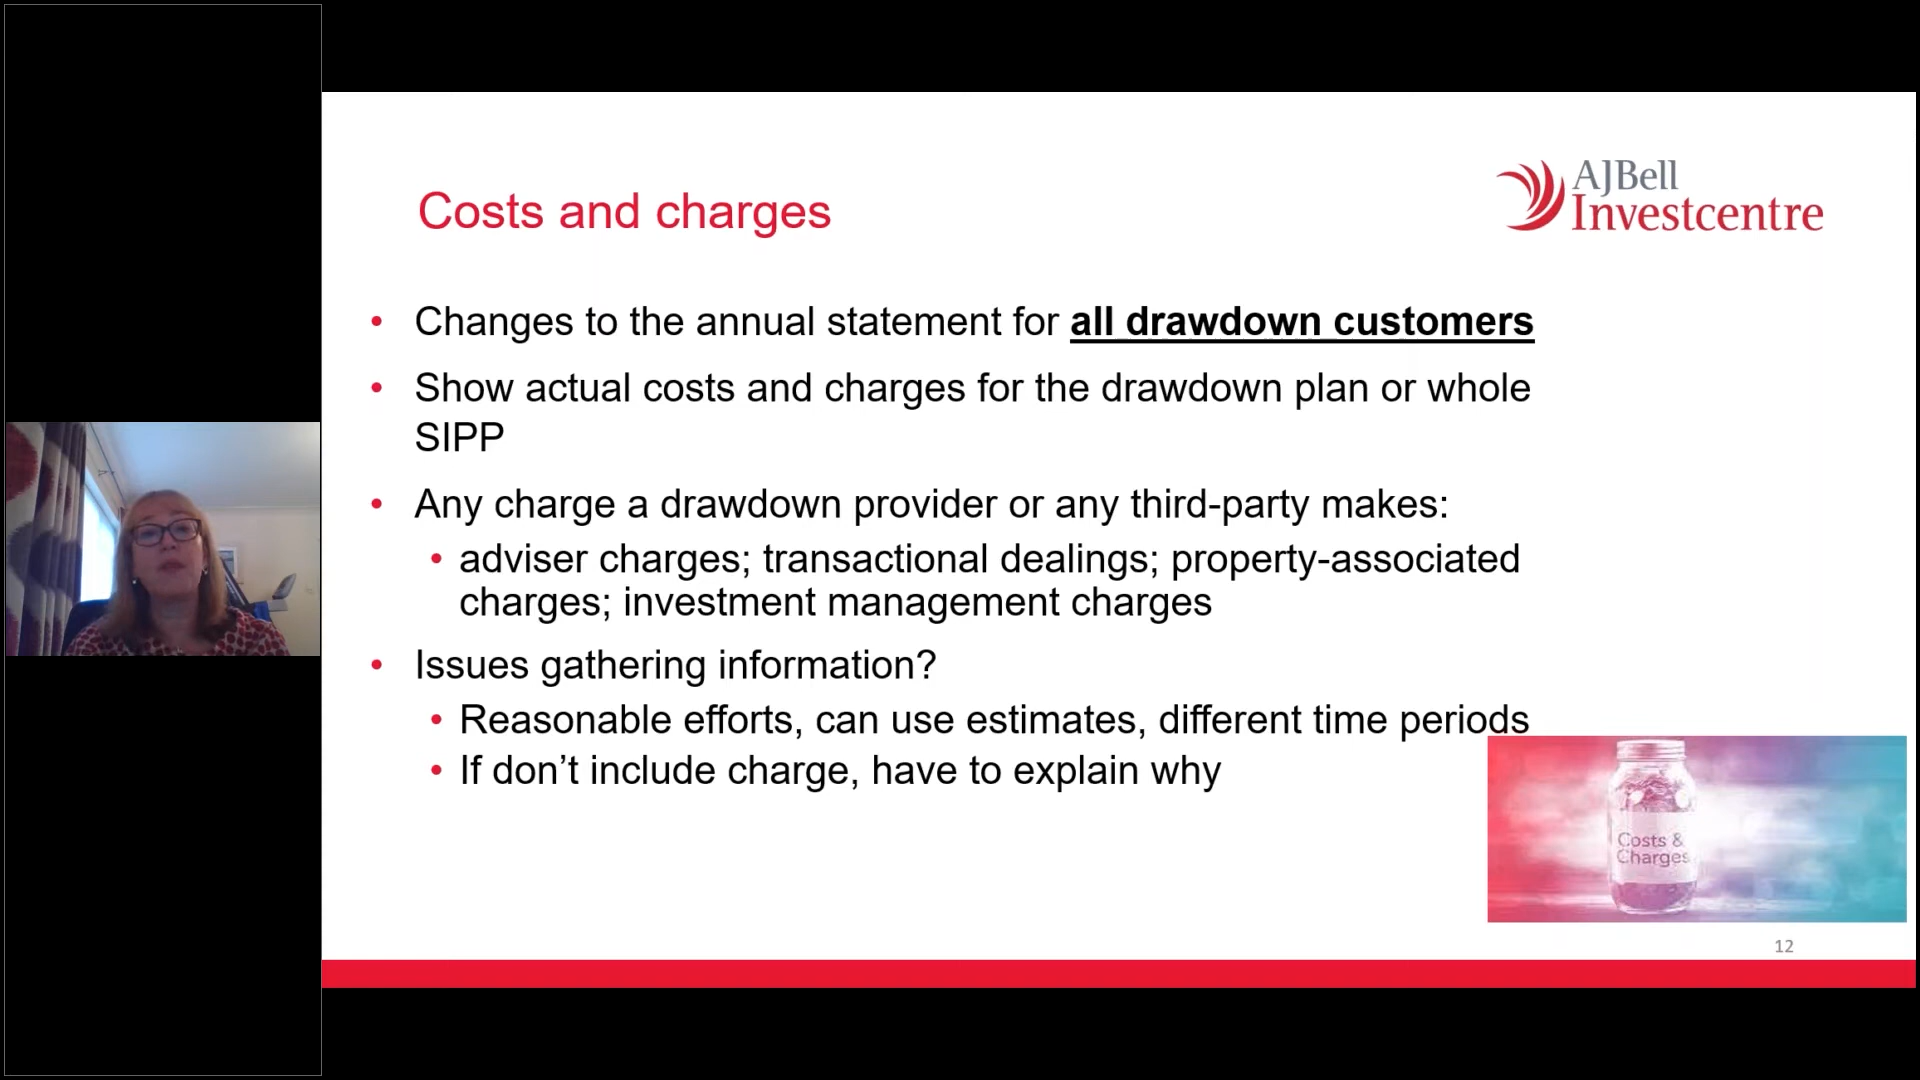 AJBell
Investcentre
Costs and charges
• Changes to the annual statement for all drawdown customers
• Show actual costs and charges for the drawdown plan or whole
SIPP
• Any charge a drawdown provider or any third-party makes:
• adviser charges; transactional dealings; property-associated
charges; investment management charges
• Issues gathering information?
• Reasonable efforts, can use estimates, different time periods
• If don’t include charge, have to explain why
Costs &
Charges
12